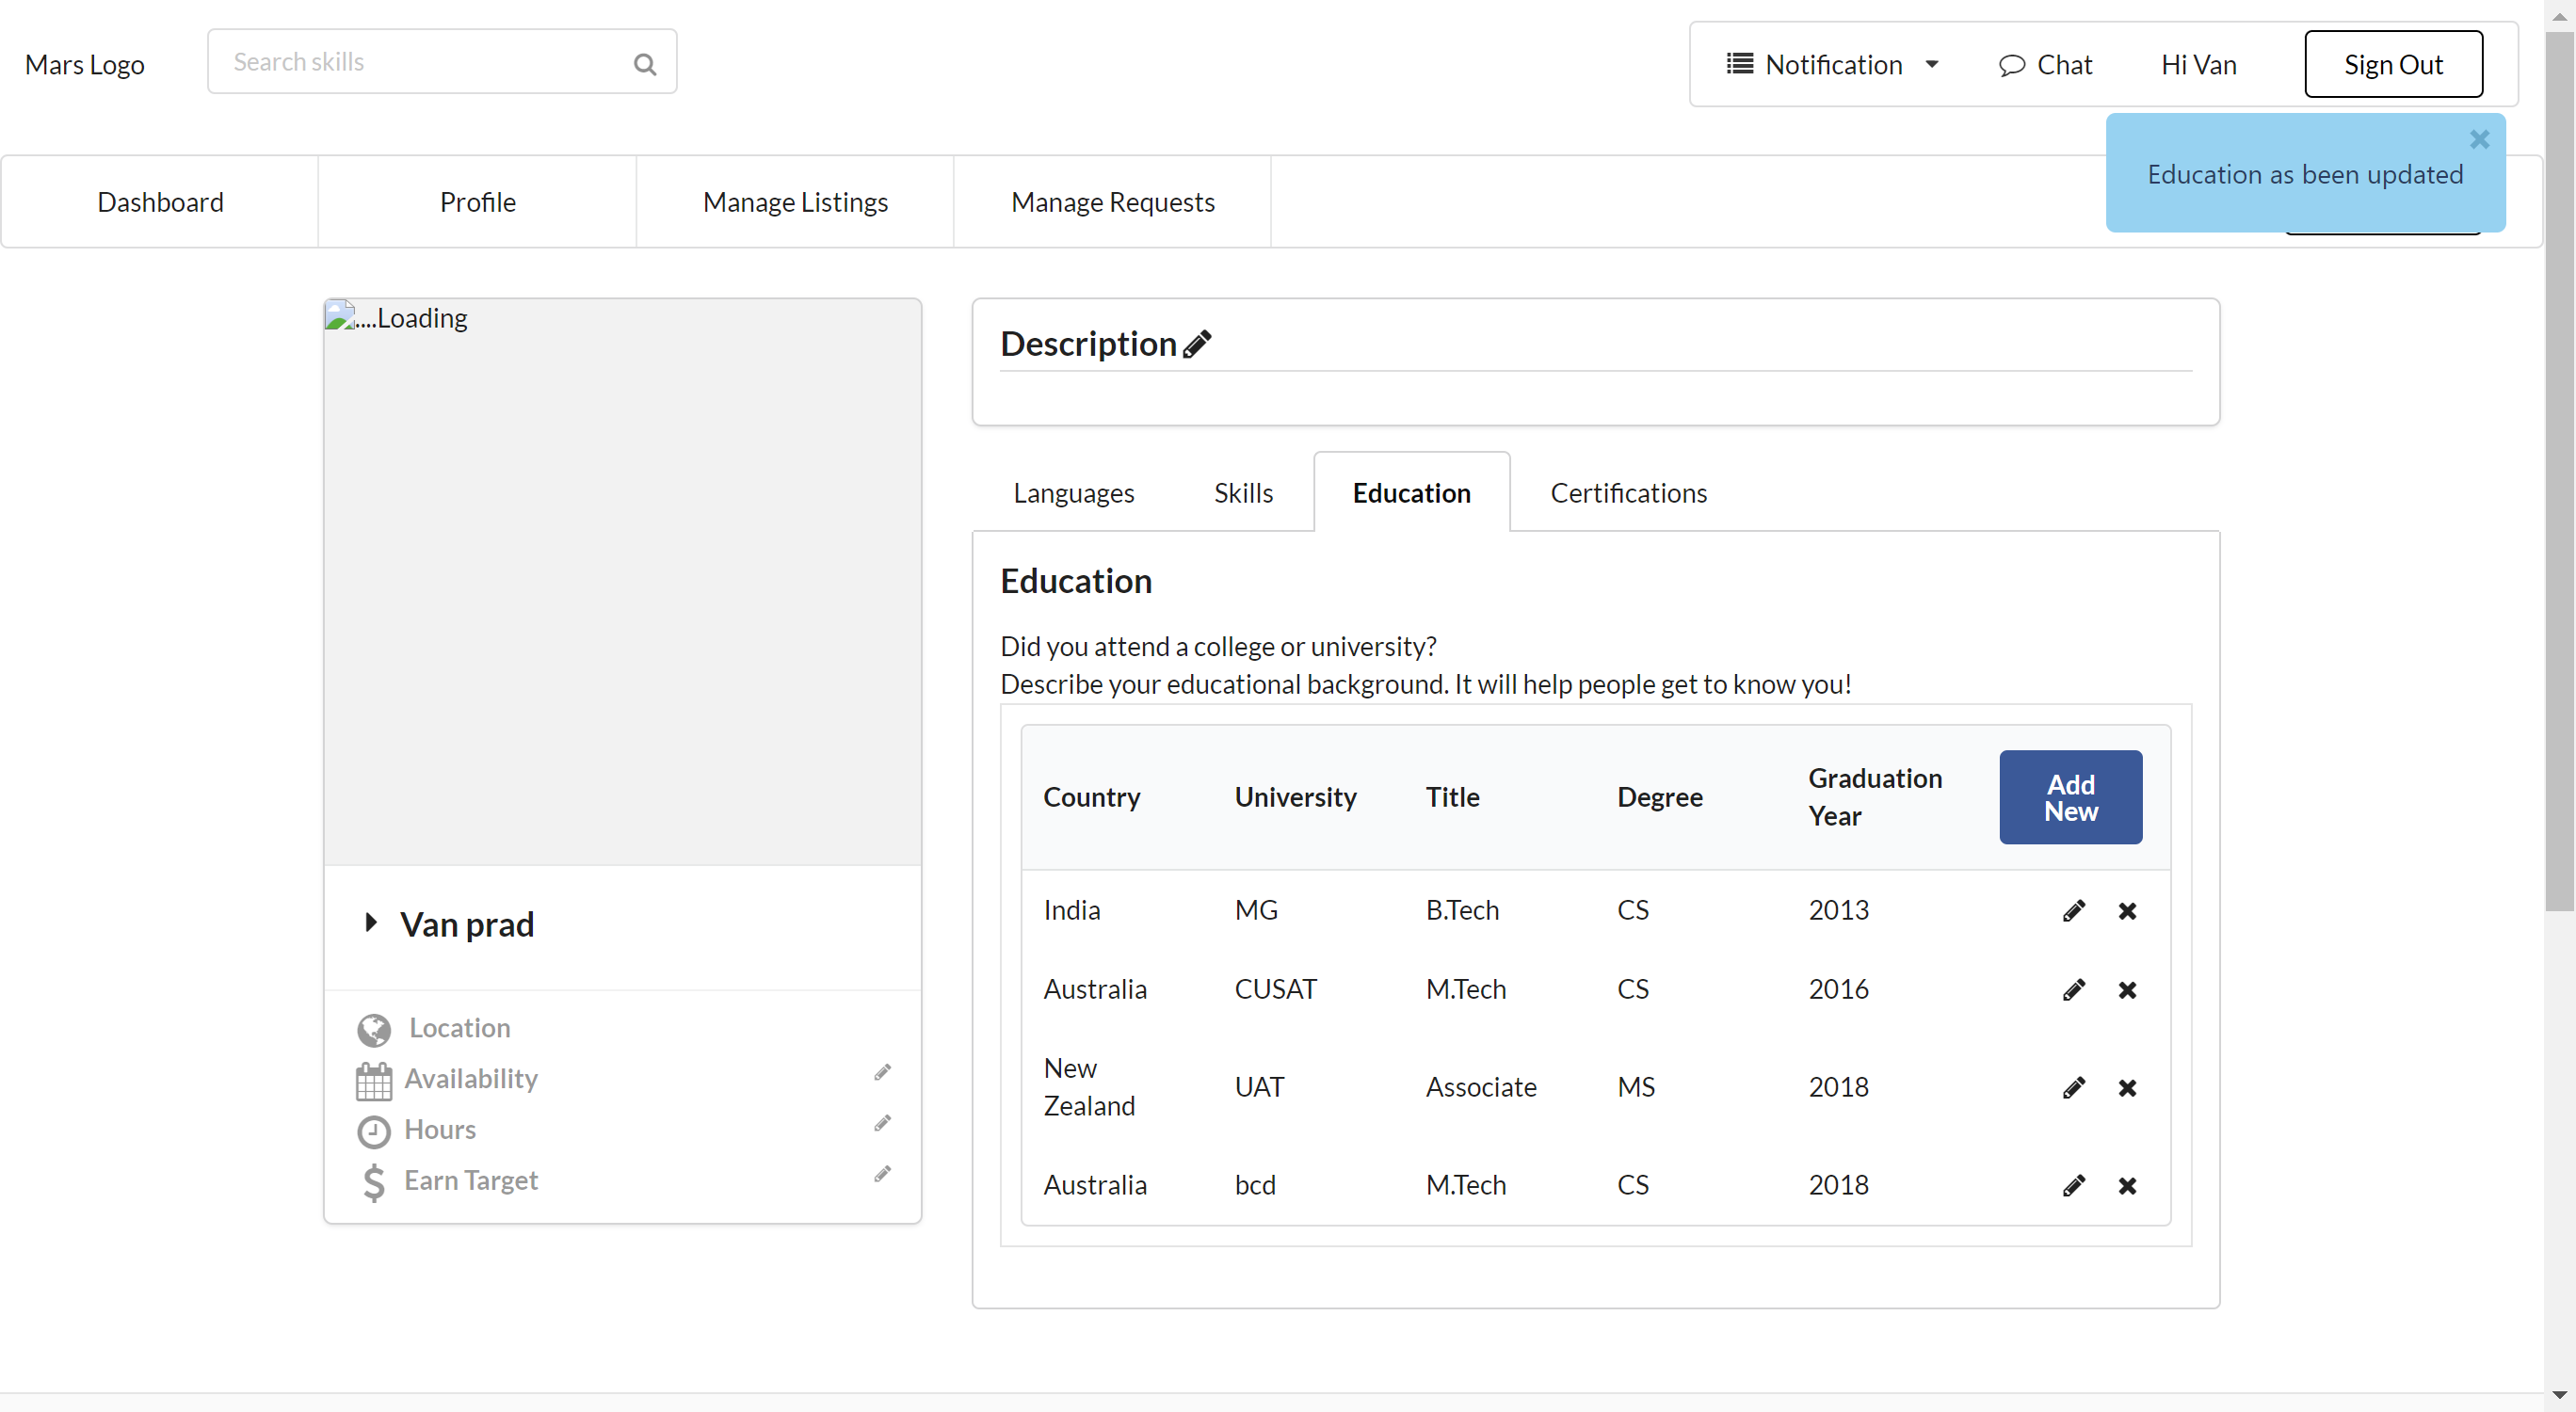 Mars Logo
Search skills
Notification
Chat
Hi Van
Sign Out
Education as been updated
Dashboard
Profile
Manage Listings
Manage Requests
....Loading
Van prad
Location
Availability
Hours
Earn Target
Description
Languages
Skills
Education
Certifications
Education
Did you attend a college or university?
Describe your educational background. It will help people get to know you!
Country University Title Degree Graduation Year Add New
India MG B.Tech CS 2013
Australia CUSAT M.Tech CS 2016
New Zealand UAT Associate MS 2018
Australia bcd M.Tech CS 2018